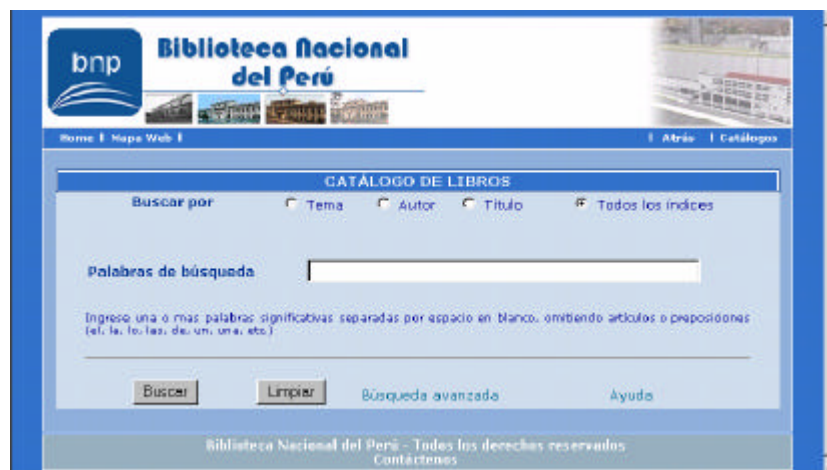 bnp
Biblioteca Nacional
del Perú
Home | Mapa Web |
| Atrás | Catálogos
CATÁLOGO DE LIBROS
Buscar por Tema Autor Título Todos los índices
Palabras de búsqueda
Ingrese una o mas palabras significativas separadas por espacio en blanco, omitiendo artículos o preposiciones
(el, la, lo, las, de, un, una, etc)
Buscar Limpiar Búsqueda avanzada Ayuda
Biblioteca Nacional del Perú - Todos los derechos reservados
Contáctenos